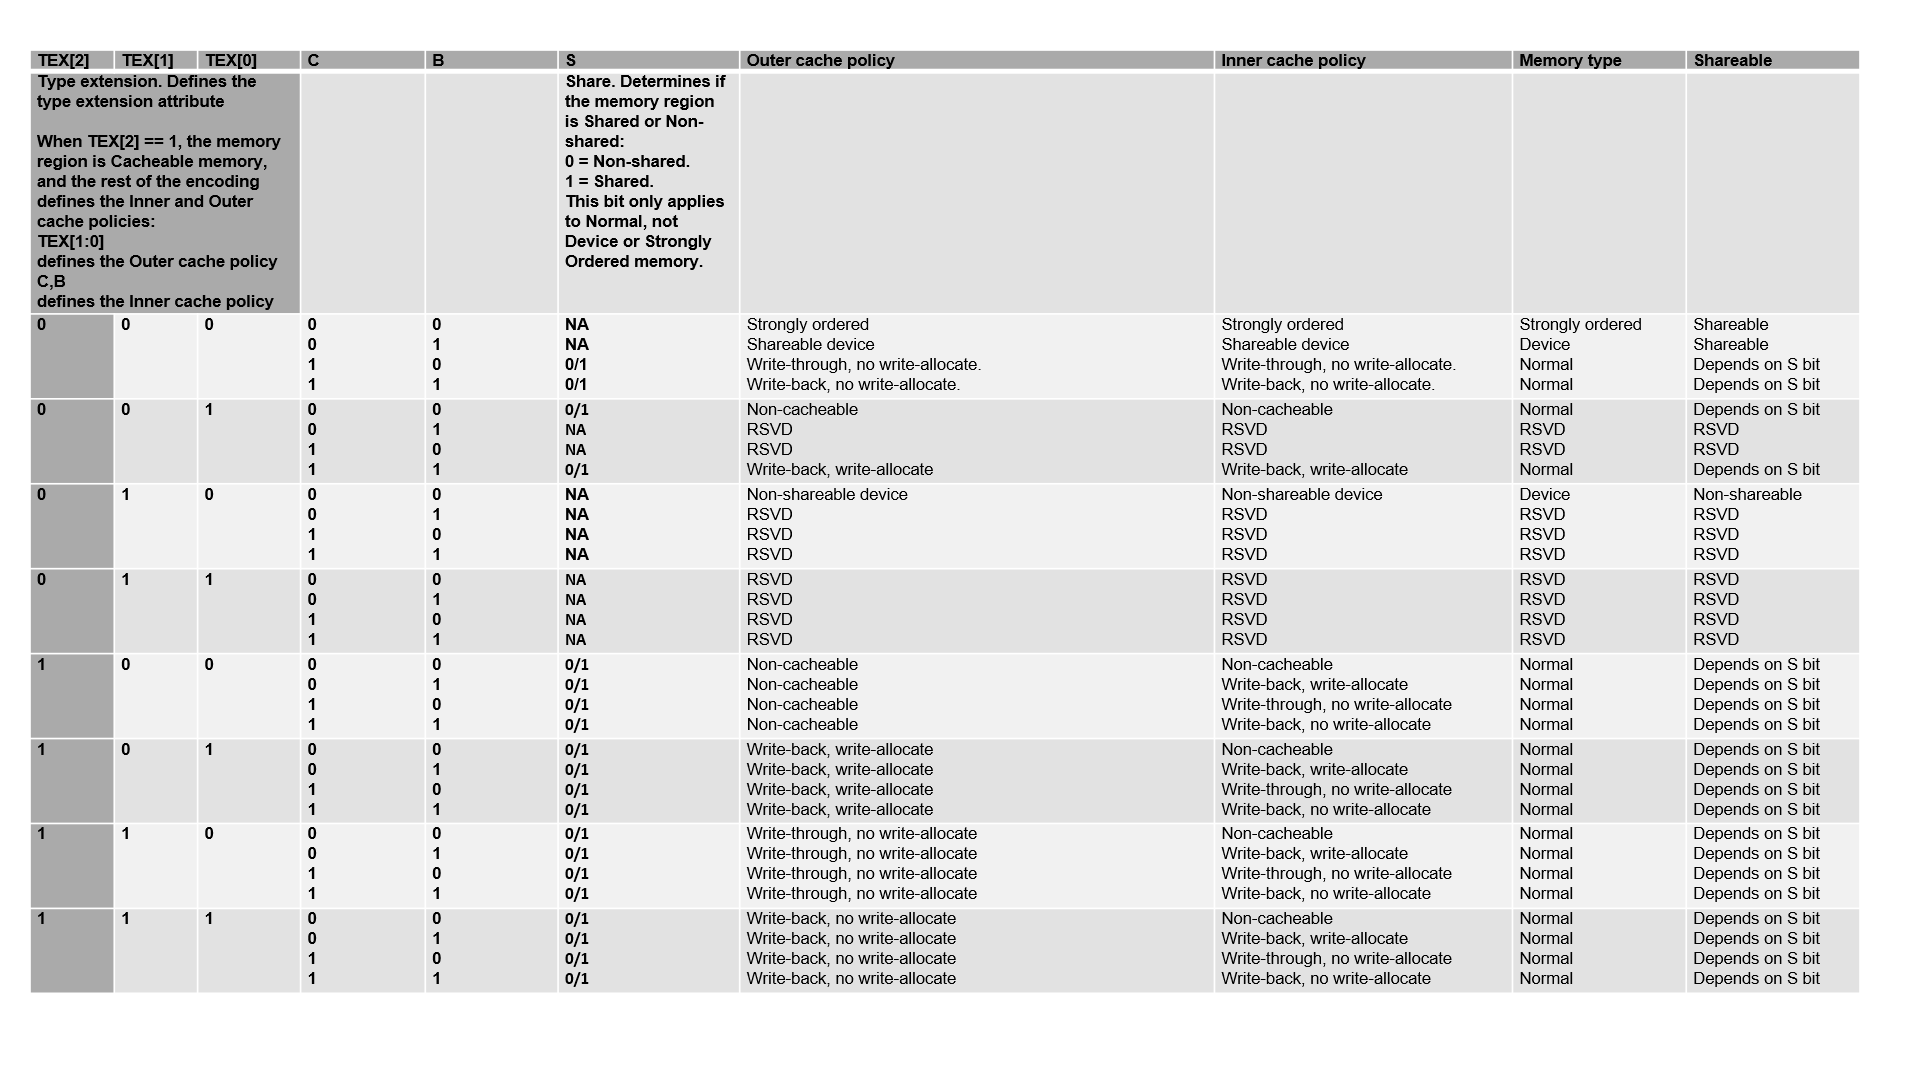 TEX[2] TEX[1] TEX[0] C B S Outer cache policy Inner cache policy Memory type Shareable
Type extension. Defines the
type extension attribute
When TEX[2] == 1, the memory
region is Cacheable memory,
and the rest of the encoding
defines the Inner and Outer
cache policies:
TEX[1:0]
defines the Outer cache policy
C,B
defines the Inner cache policy
Share. Determines if
the memory region
is Shared or Non-
shared:
0 = Non-shared.
1 = Shared.
This bit only applies
to Normal, not
Device or Strongly
Ordered memory.
0 0 0 0 0 NA Strongly ordered Strongly ordered Strongly ordered Shareable
0 1 NA Shareable device Shareable device Device Shareable
1 0 0/1 Write-through, no write-allocate. Write-through, no write-allocate. Normal Depends on S bit
1 1 0/1 Write-back, no write-allocate. Write-back, no write-allocate. Normal Depends on S bit
0 0 1 0 0 0/1 Non-cacheable Non-cacheable Normal Depends on S bit
0 1 NA RSVD RSVD RSVD RSVD
1 0 NA RSVD RSVD RSVD RSVD
1 1 0/1 Write-back, write-allocate Write-back, write-allocate Normal Depends on S bit
0 1 0 0 0 NA Non-shareable device Non-shareable device Device Non-shareable
0 1 NA RSVD RSVD RSVD RSVD
1 0 NA RSVD RSVD RSVD RSVD
1 1 NA RSVD RSVD RSVD RSVD
0 1 1 0 0 NA RSVD RSVD RSVD RSVD
0 1 NA RSVD RSVD RSVD RSVD
1 0 NA RSVD RSVD RSVD RSVD
1 1 NA RSVD RSVD RSVD RSVD
1 0 0 0 0 0/1 Non-cacheable Non-cacheable Normal Depends on S bit
0 1 0/1 Non-cacheable Write-back, write-allocate Normal Depends on S bit
1 0 0/1 Non-cacheable Write-through, no write-allocate Normal Depends on S bit
1 1 0/1 Non-cacheable Write-back, no write-allocate Normal Depends on S bit
1 0 1 0 0 0/1 Write-back, write-allocate Non-cacheable Normal Depends on S bit
0 1 0/1 Write-back, write-allocate Write-back, write-allocate Normal Depends on S bit
1 0 0/1 Write-back, write-allocate Write-through, no write-allocate Normal Depends on S bit
1 1 0/1 Write-back, write-allocate Write-back, no write-allocate Normal Depends on S bit
1 1 0 0 0 0/1 Write-through, no write-allocate Non-cacheable Normal Depends on S bit
0 1 0/1 Write-through, no write-allocate Write-back, write-allocate Normal Depends on S bit
1 0 0/1 Write-through, no write-allocate Write-through, no write-allocate Normal Depends on S bit
1 1 0/1 Write-through, no write-allocate Write-back, no write-allocate Normal Depends on S bit
1 1 1 0 0 0/1 Write-back, no write-allocate Non-cacheable Normal Depends on S bit
0 1 0/1 Write-back, no write-allocate Write-back, write-allocate Normal Depends on S bit
1 0 0/1 Write-back, no write-allocate Write-through, no write-allocate Normal Depends on S bit
1 1 0/1 Write-back, no write-allocate Write-back, no write-allocate Normal Depends on S bit